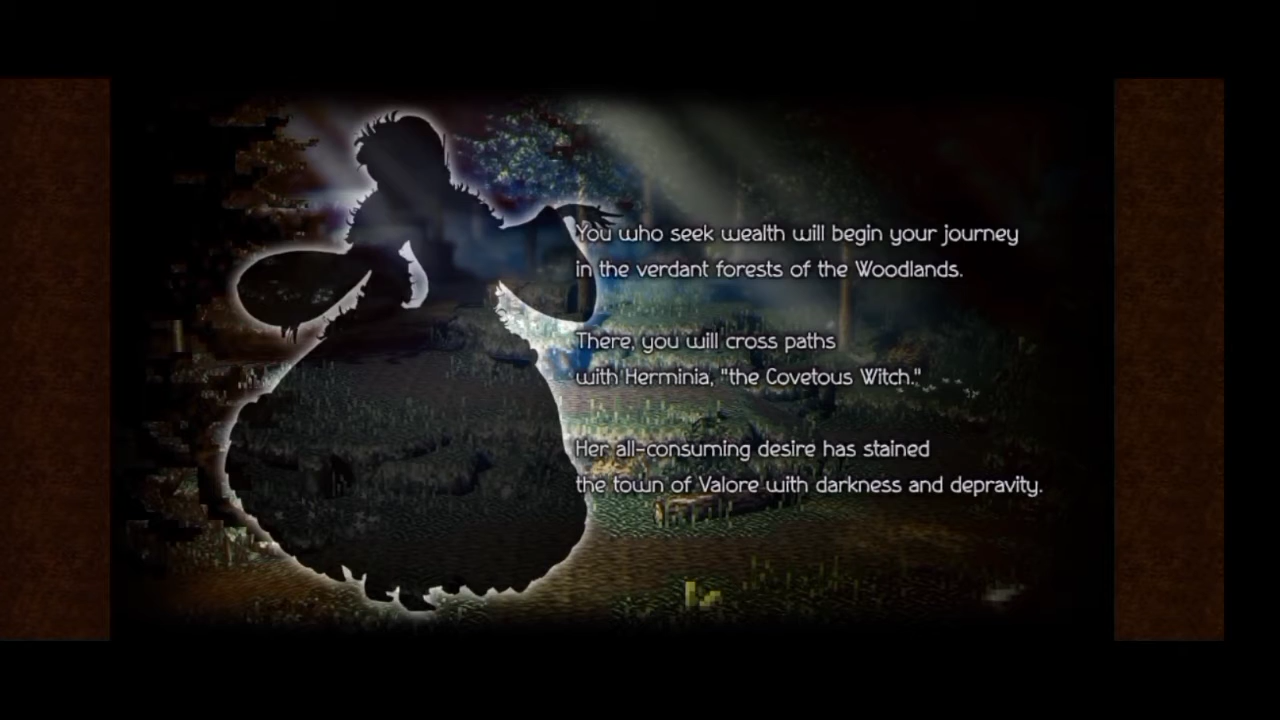 You who seek wealth will begin your journey
in the verdant forests of the Woodlands.
There, you will cross paths
with Herminia, "the Covetous Witch."
Her all-consuming desire has stained
the town of Valore with darkness and depravity.